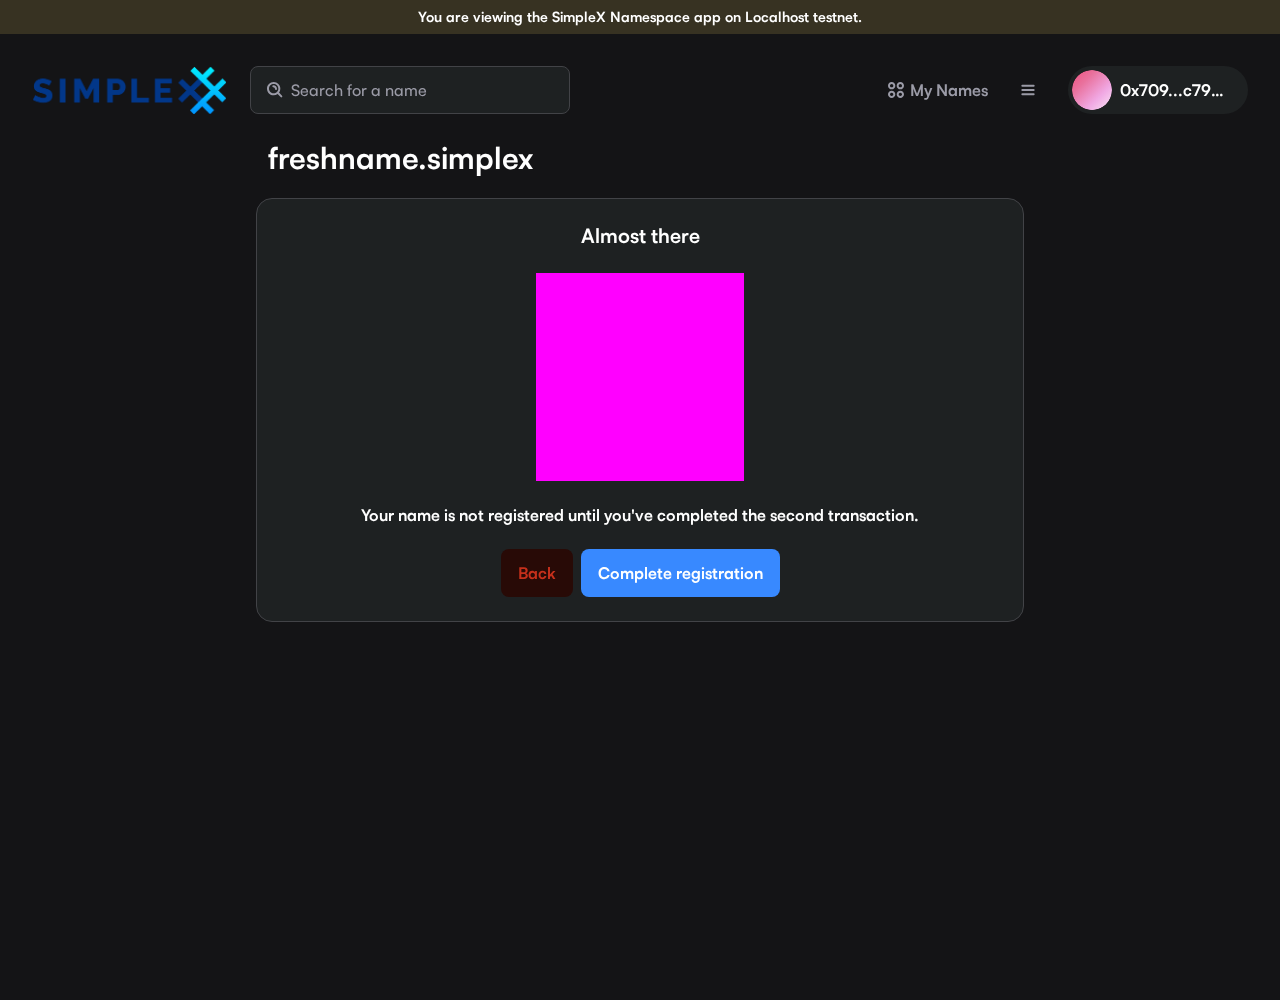 You are viewing the SimpleX Namespace app on Localhost testnet.
SIMPLEX
Search for a name
My Names
0x709...c79...
freshname.simplex
Almost there
Your name is not registered until you've completed the second transaction.
Back
Complete registration